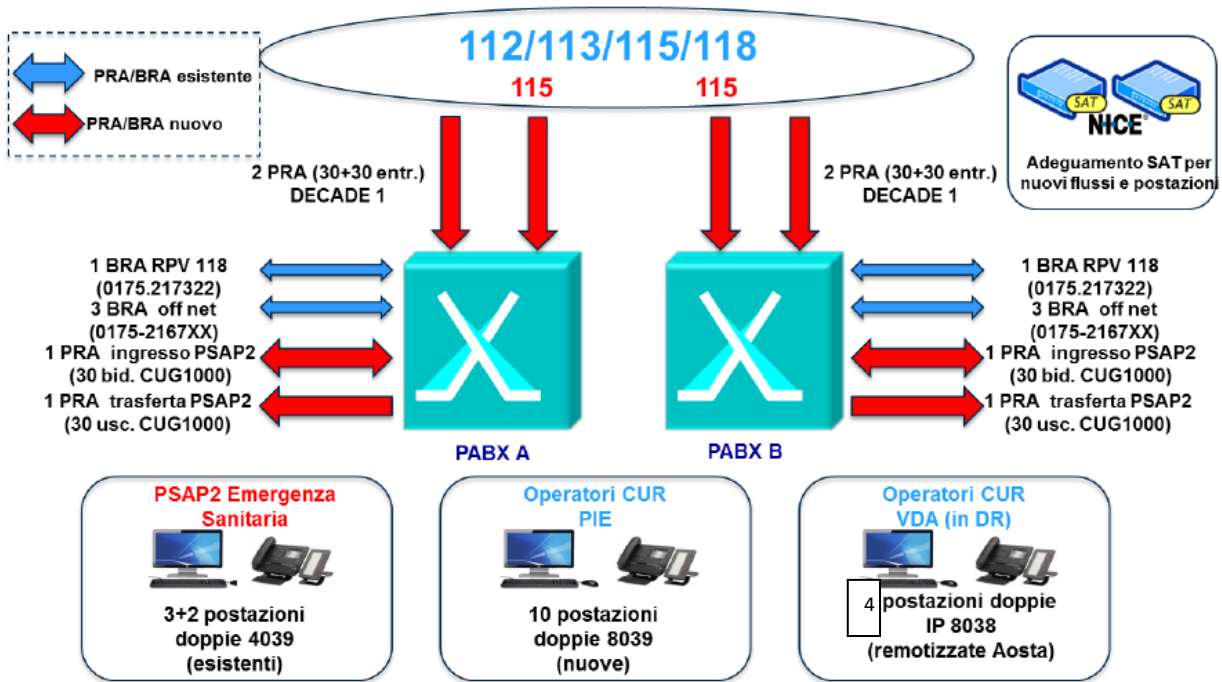 112/113/115/118
115 115
PRA/BRA esistente
PRA/BRA nuovo
SAT SAT
NICE®
Adeguamento SAT per
nuovi flussi e postazioni
2 PRA (30+30 entr.)
DECADE 1
2 PRA (30+30 entr.)
DECADE 1
1 BRA RPV 118
(0175.217322)
3 BRA off net
(0175-2167XX)
1 PRA ingresso PSAP2
(30 bid. CUG1000)
1 PRA trasferta PSAP2
(30 usc. CUG1000)
1 BRA RPV 118
(0175.217322)
3 BRA off net
(0175-2167XX)
1 PRA ingresso PSAP2
(30 bid. CUG1000)
1 PRA trasferta PSAP2
(30 usc. CUG1000)
PABX A
PABX B
PSAP2 Emergenza
Sanitaria
3+2 postazioni
doppie 4039
(esistenti)
Operatori CUR
PIE
10 postazioni
doppie 8039
(nuove)
Operatori CUR
VDA (in DR)
4 postazioni doppie
IP 8038
(remotizzate Aosta)